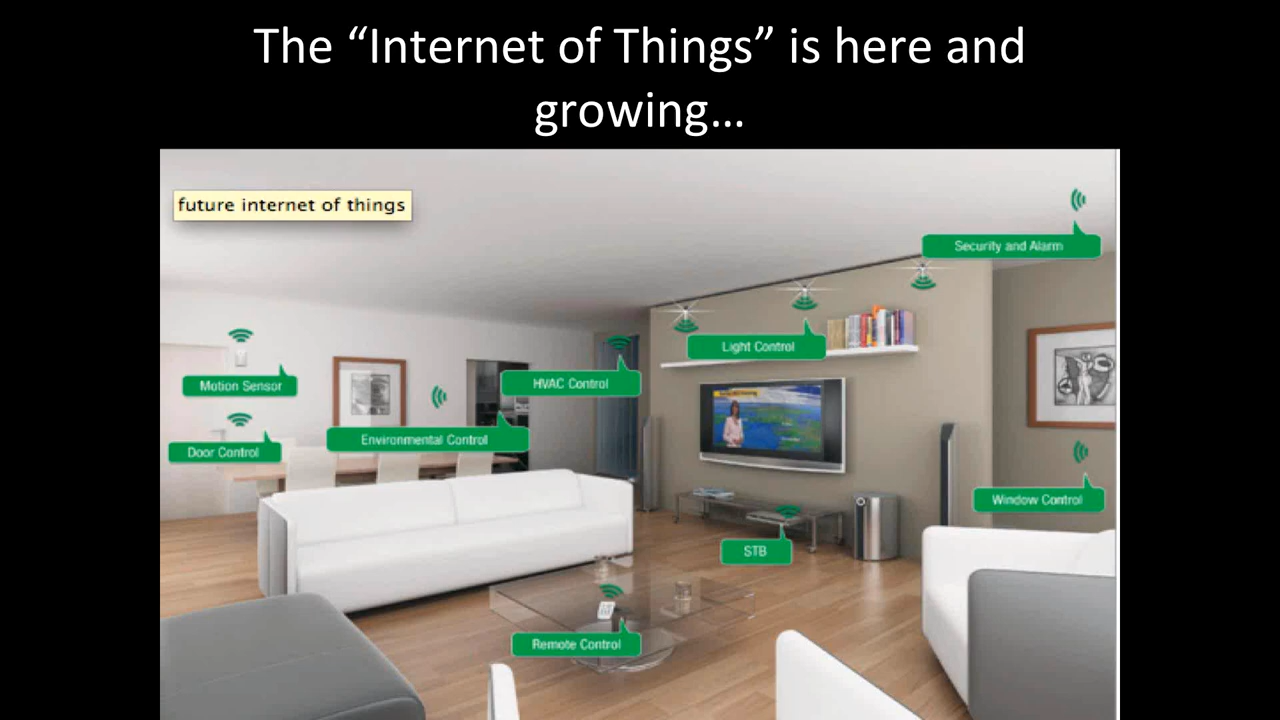 The “Internet of Things” is here and
growing...
future internet of things
Security and Alarm
Light Control
HVAC Control
Motion Sensor
Environmental Control
Door Control
Window Control
STB
Remote Control